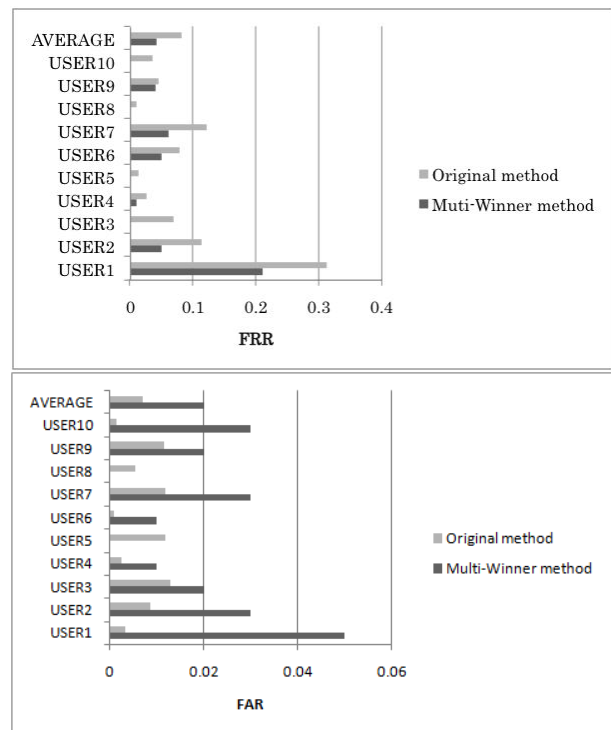 AVERAGE
USER10
USER9
USER8
USER7
USER6
USER5
USER4
USER3
USER2
USER1
0 0.1 0.2 0.3 0.4
FRR
Original method
Muti-Winner method
AVERAGE
USER10
USER9
USER8
USER7
USER6
USER5
USER4
USER3
USER2
USER1
0 0.02 0.04 0.06
FAR
Original method
Multi-Winner method